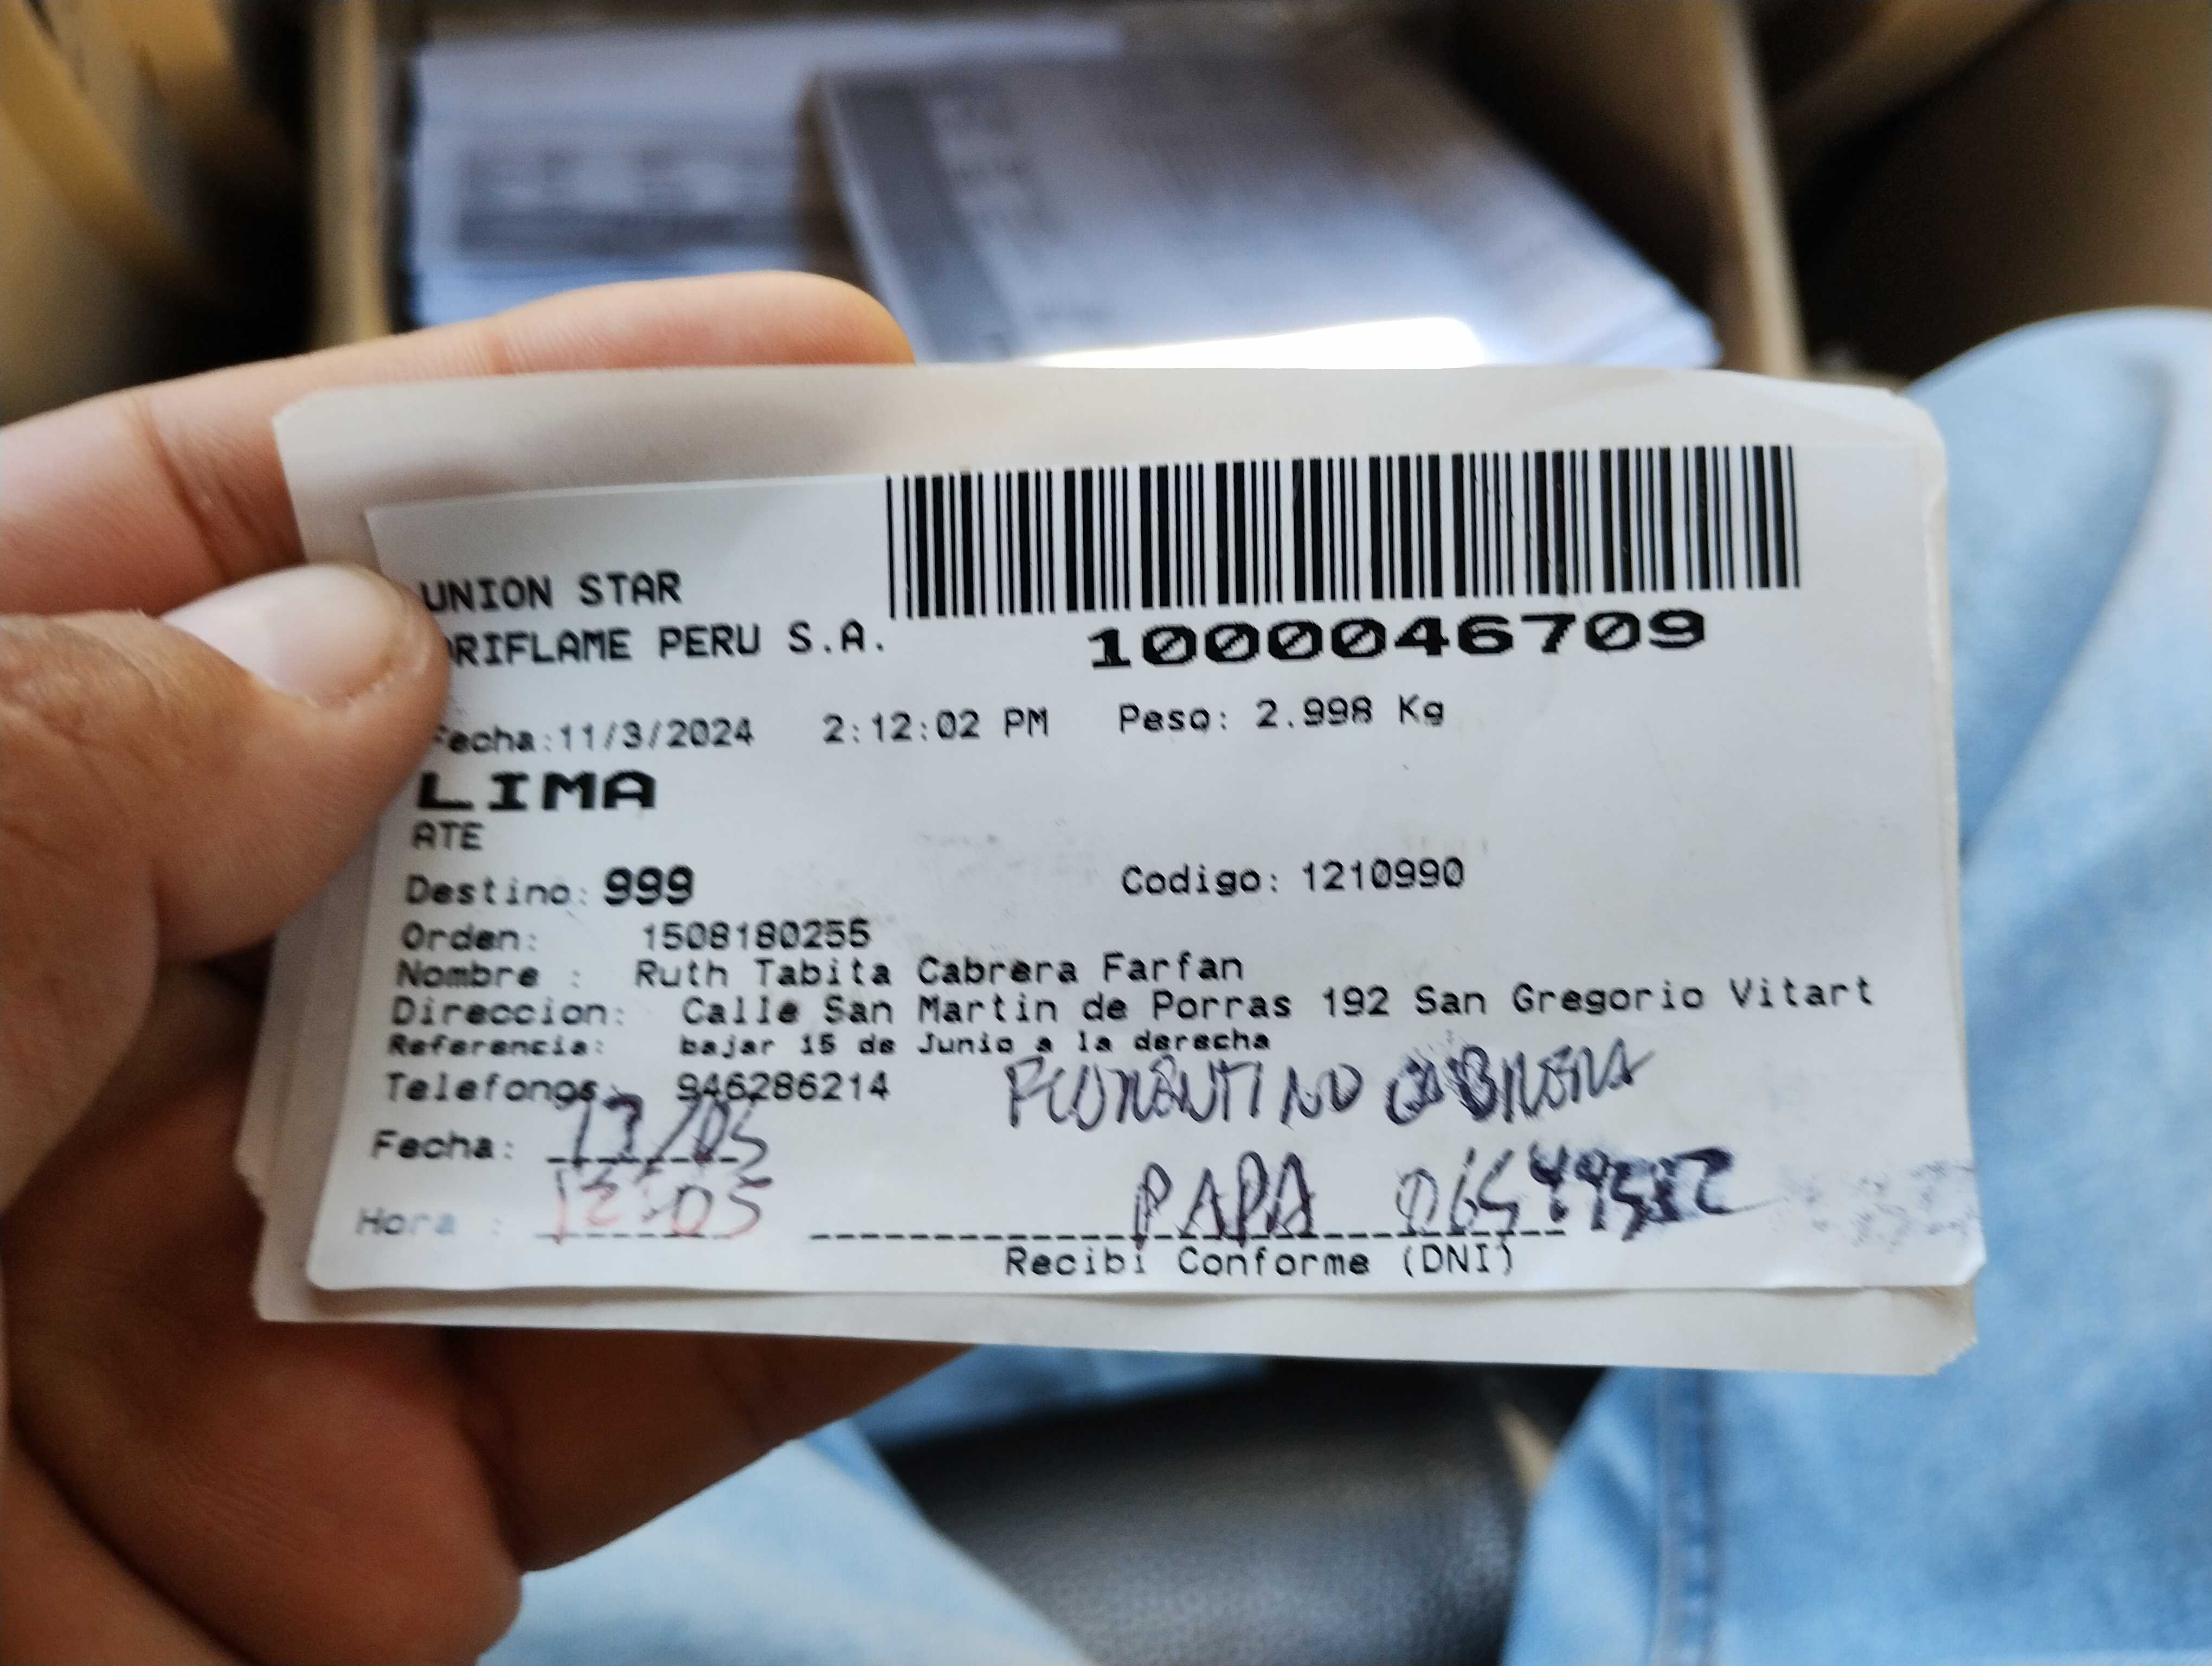 UNION STAR
ORIFLAME PERU S.A.
1000046709
Fecha:11/3/2024 2:12:02 PM Peso: 2.998 Kg
LIMA
ATE
Destino: 999 Codigo: 1210990
Orden: 1508180255
Nombre : Ruth Tabita Cabrera Farfan
Direccion: Calle San Martin de Porras 192 San Gregorio Vitart
Referencia: bajar 15 de Junio a la derecha
Telefonos: 946286214
FLORENTINO CABRERA
Fecha:
Hora :
PAPA
Recibi Conforme (DNI)